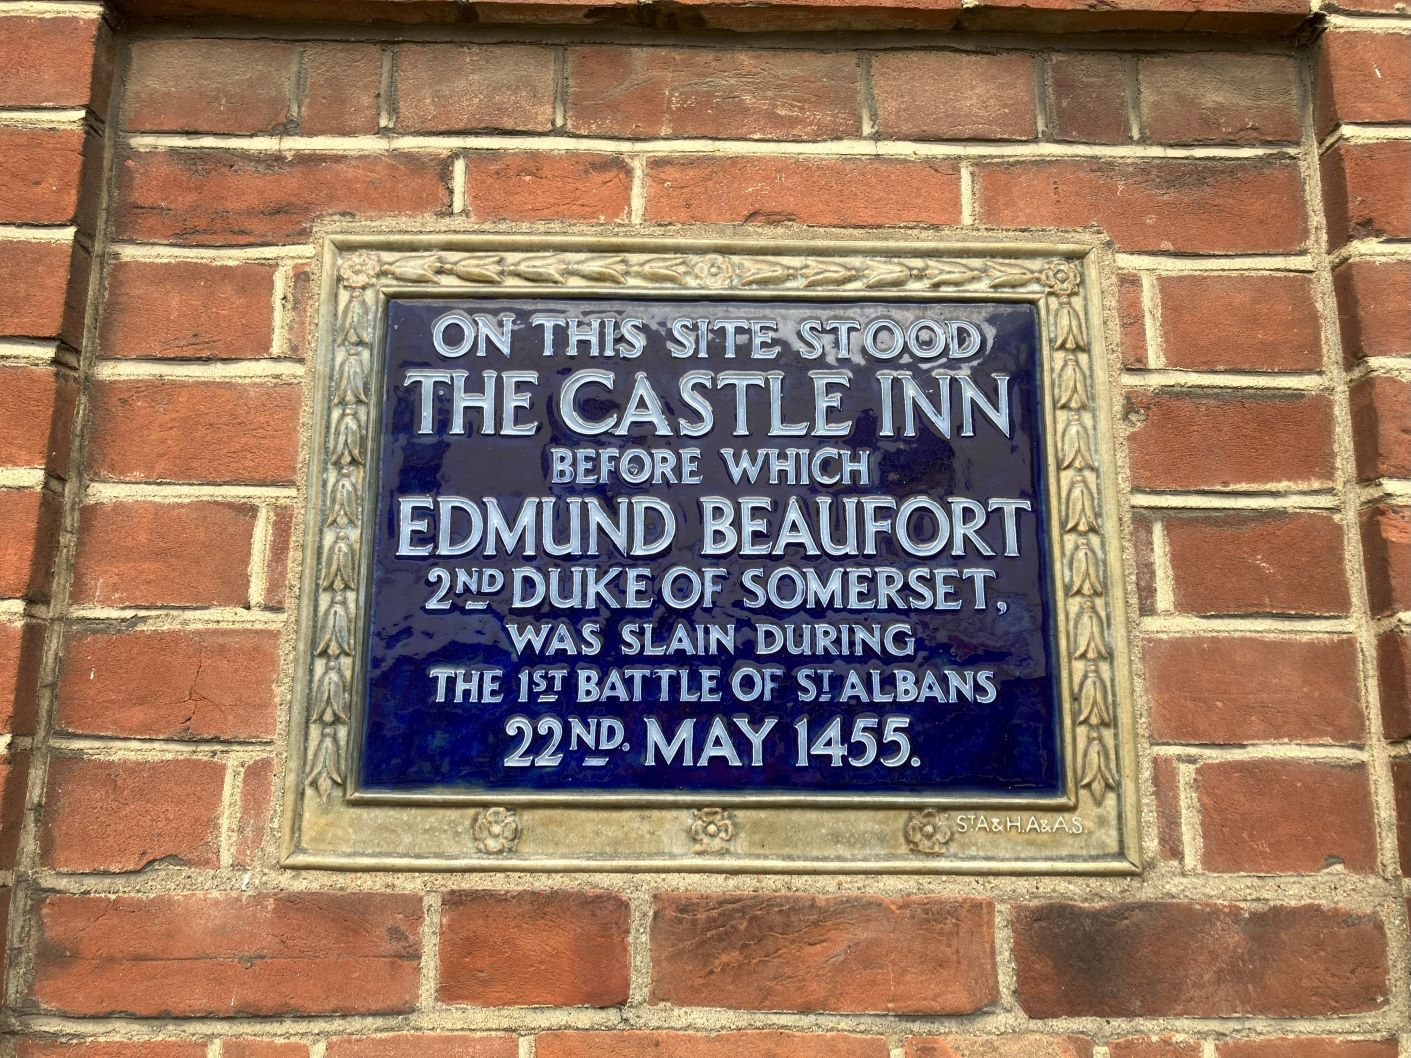 ON THIS SITE STOOD
THE CASTLE INN
BEFORE WHICH
EDMUND BEAUFORT
2ND DUKE OF SOMERSET,
WAS SLAIN DURING
THE 1ST BATTLE OF ST ALBANS
22ND. MAY 1455.
STA&H.A&A.S.